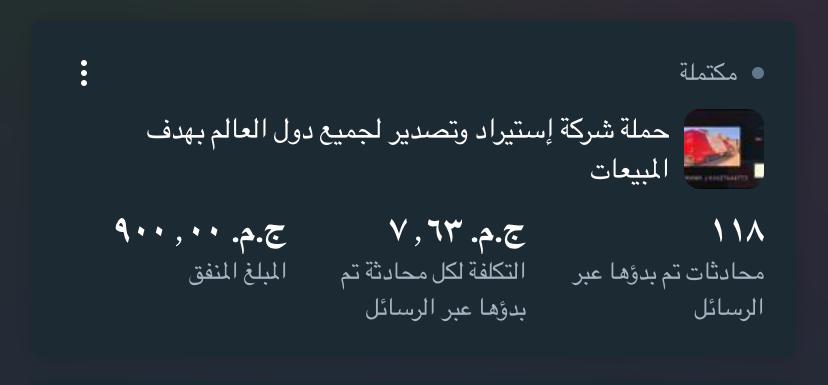 مكتملة
حملة شركة إستيراد وتصدير لجميع دول العالم بهدف
المبيعات
١١٨
محادثات تم بدؤها عبر
الرسائل
ج.م.‏ ٧,٦٣
التكلفة لكل محادثة تم
بدؤها عبر الرسائل
ج.م.‏ ٩٠٠,٠٠
المبلغ المنفق